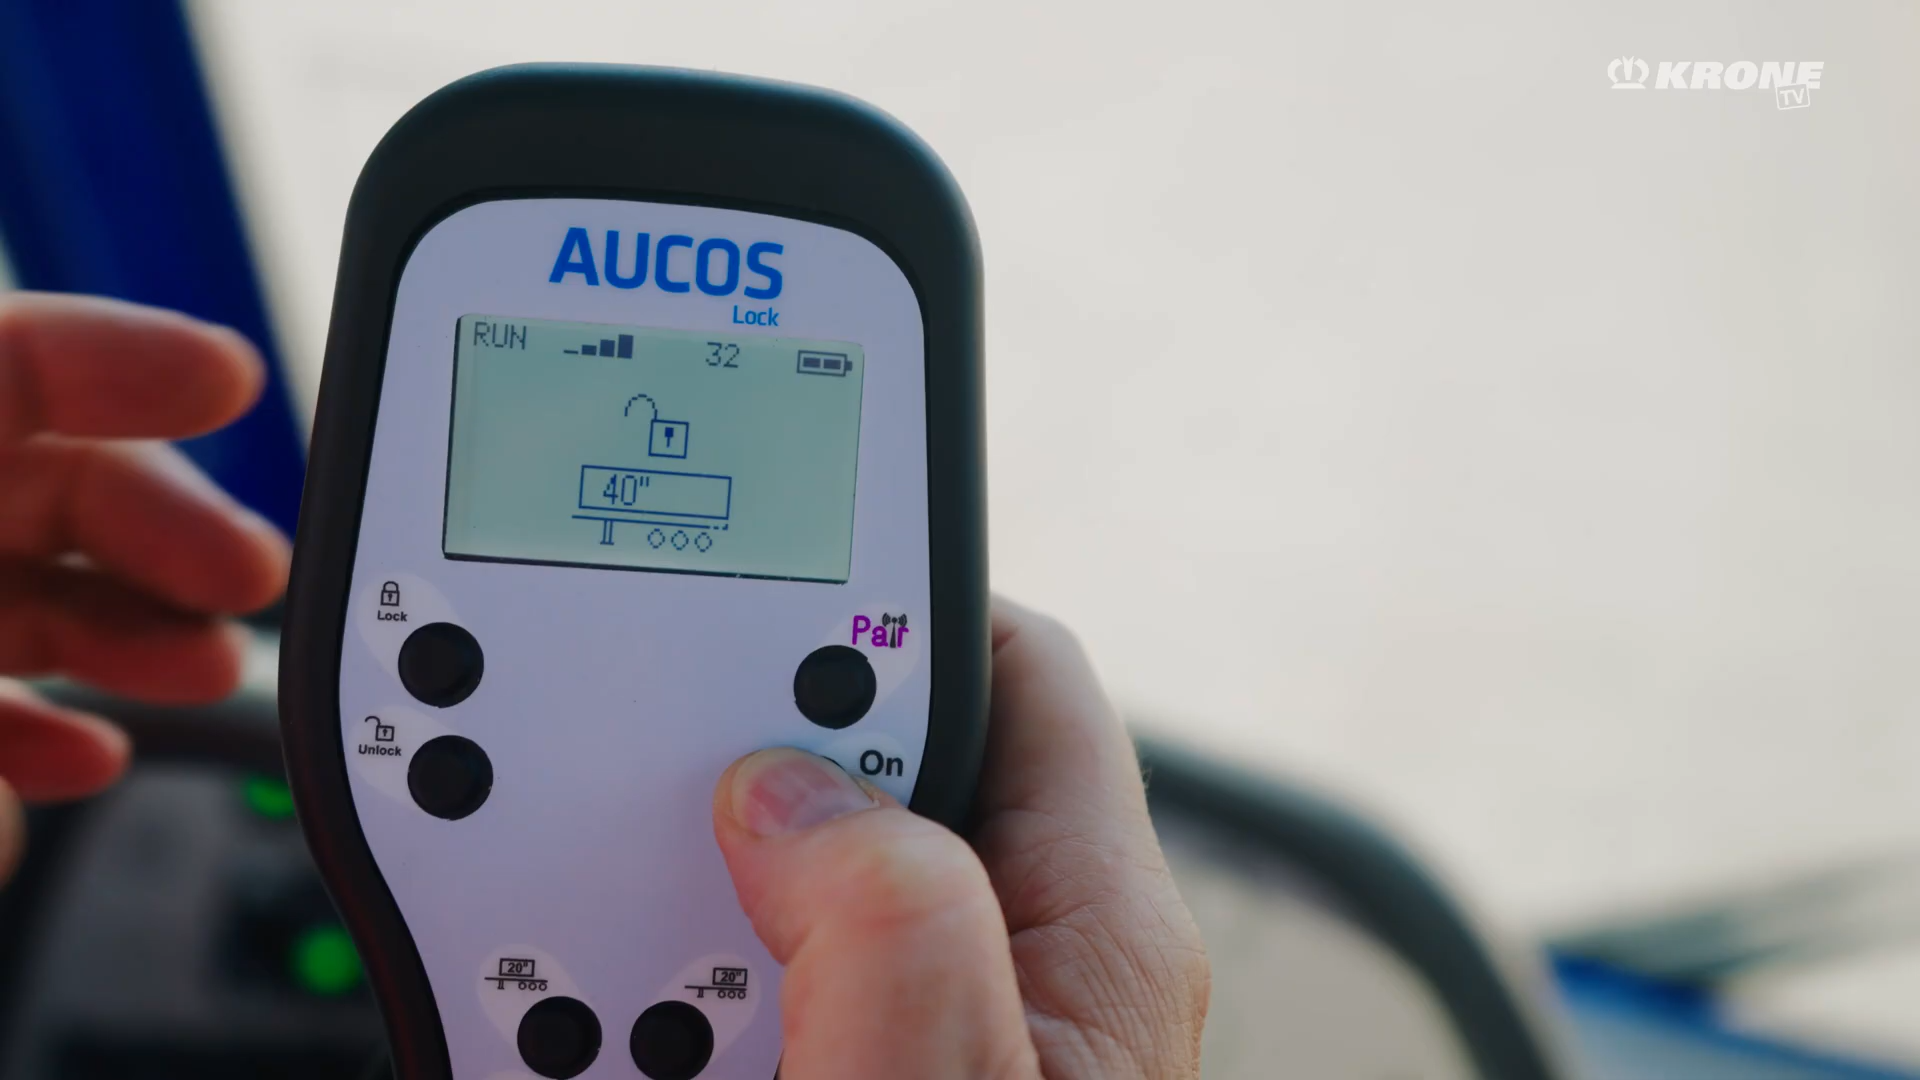 KRONE
TV
AUCOS
Lock
RUN 32
40"
Lock
Pair
Unlock
On
20" 20"